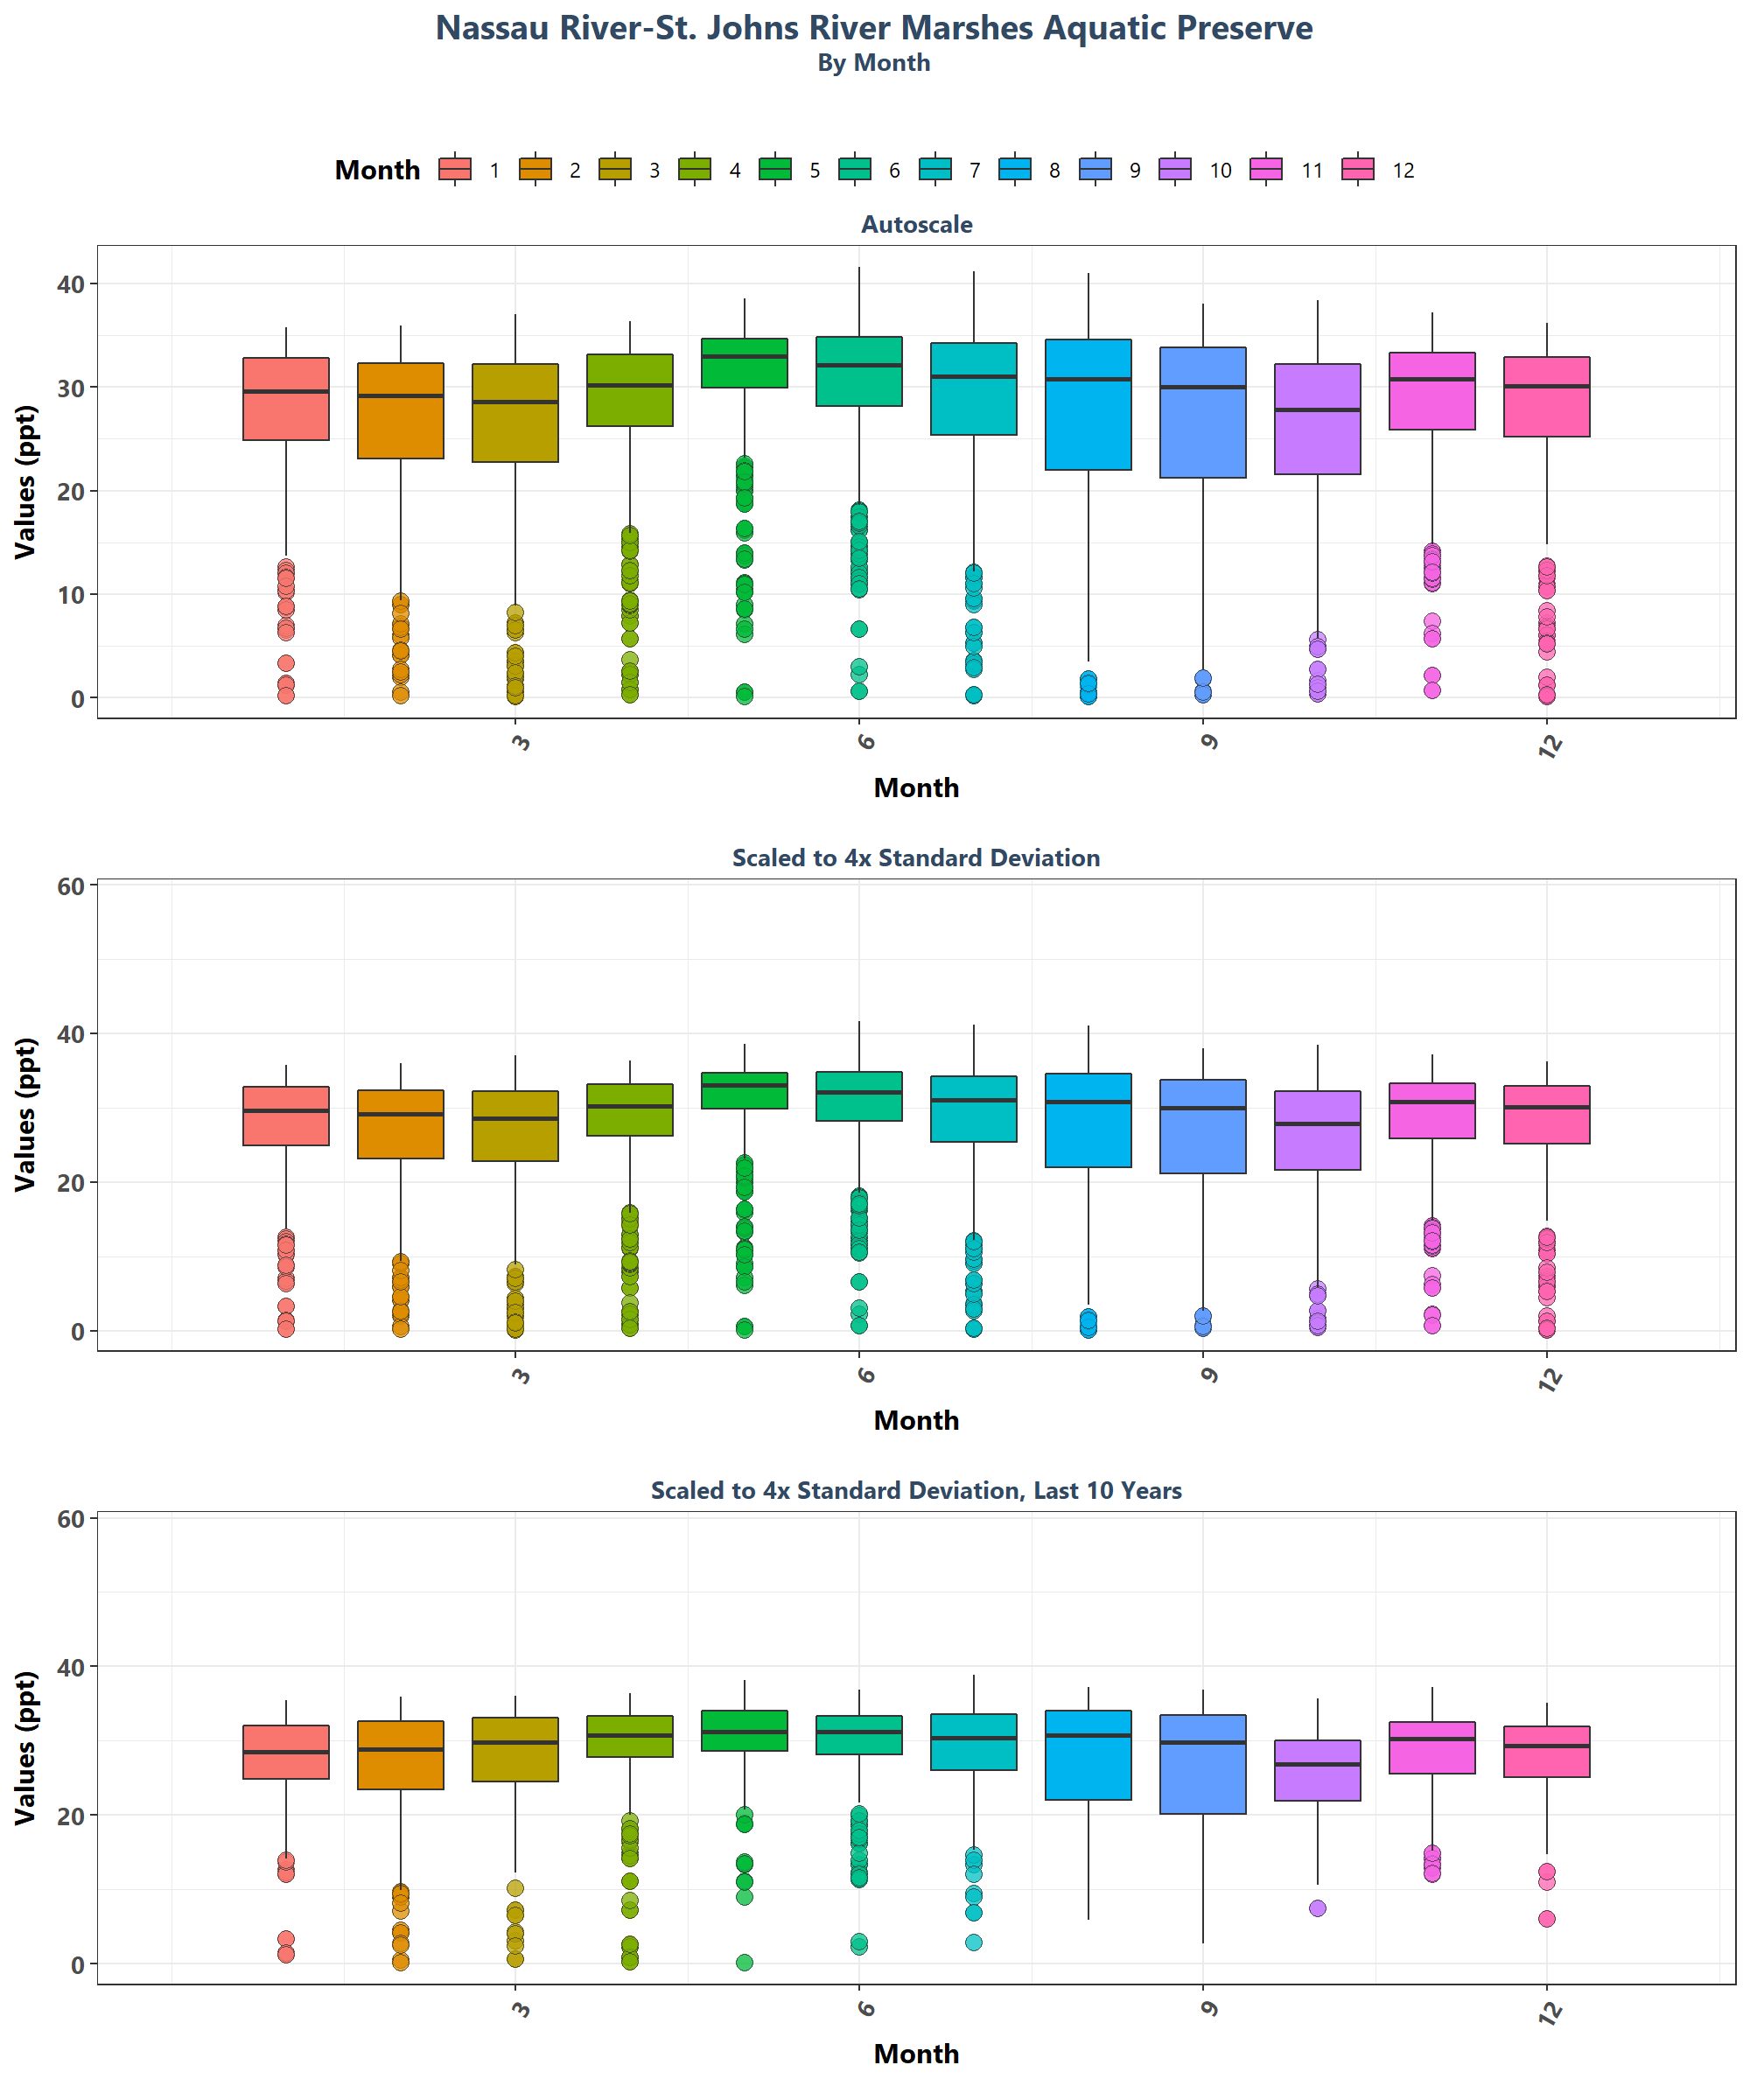 Nassau River-St. Johns River Marshes Aquatic Preserve
By Month
Month 1 2 3 4 5 6 7 8 9 10 11 12
Autoscale
Values (ppt)
40
30
20
10
0
3 6 9 12
Month
Scaled to 4x Standard Deviation
Values (ppt)
60
40
20
0
3 6 9 12
Month
Scaled to 4x Standard Deviation, Last 10 Years
Values (ppt)
60
40
20
0
3 6 9 12
Month